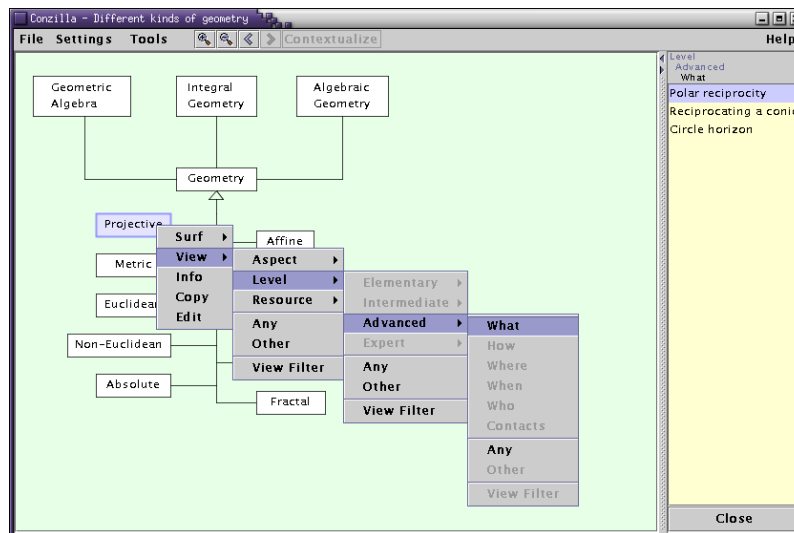 Conzilla - Different kinds of geometry
File Settings Tools Contextualize Help
Level
Advanced
What
Polar reciprocity
Reciprocating a conic
Circle horizon
Geometric
Algebra
Integral
Geometry
Algebraic
Geometry
Geometry
Projective
Affine
Metric
Euclidean
Non-Euclidean
Absolute
Fractal
Surf
View
Info
Copy
Edit
Aspect
Level
Resource
Any
Other
View Filter
Elementary
Intermediate
Advanced
Expert
Any
Other
View Filter
What
How
Where
When
Who
Contacts
Any
Other
View Filter
Close